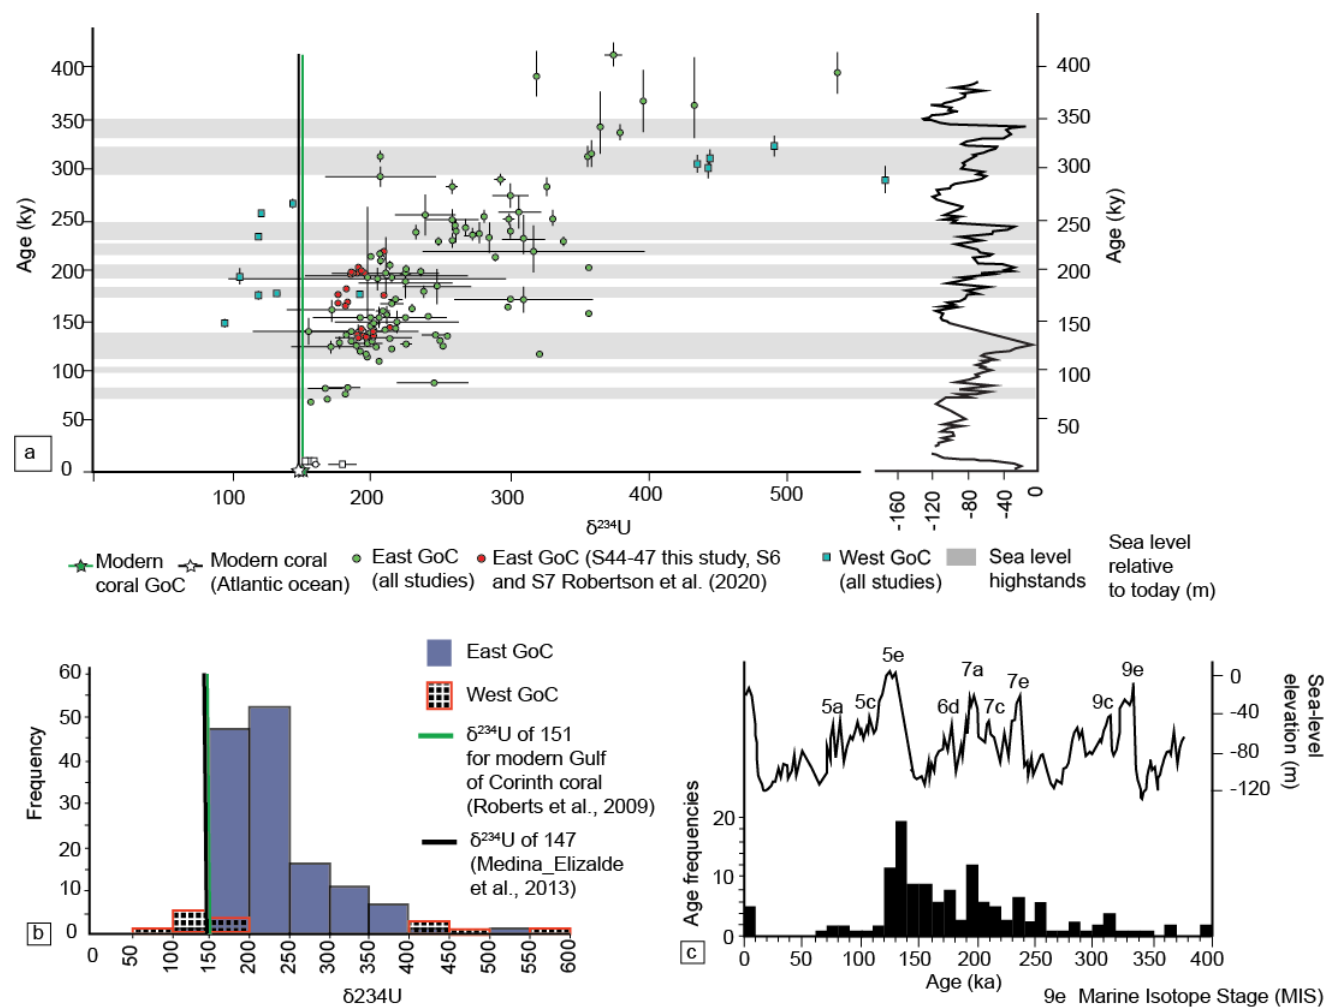 a
Age (ky)
400
350
300
250
200
150
100
50
0
100
200
300
400
500
δ²³⁴U
400
350
300
250
200
150
100
50
Age (ky)
-160
-120
-80
-40
0
Modern
coral GoC
Modern coral
(Atlantic ocean)
East GoC
(all studies)
East GoC (S44-47 this study, S6
and S7 Robertson et al. (2020)
West GoC
(all studies)
Sea level
highstands
Sea level
relative
to today (m)
b
Frequency
60
50
40
30
20
10
0
0
50
100
150
200
250
300
350
400
450
500
550
600
δ234U
East GoC
West GoC
δ²³⁴U of 151
for modern Gulf
of Corinth coral
(Roberts et al., 2009)
δ²³⁴U of 147
(Medina_Elizalde
et al., 2013)
c
5a
5c
5e
6d
7a
7c
7e
9c
9e
0
-40
-80
-120
Sea-level
elevation (m)
Age frequencies
20
10
0
0
50
100
150
200
250
300
350
400
Age (ka)
9e Marine Isotope Stage (MIS)